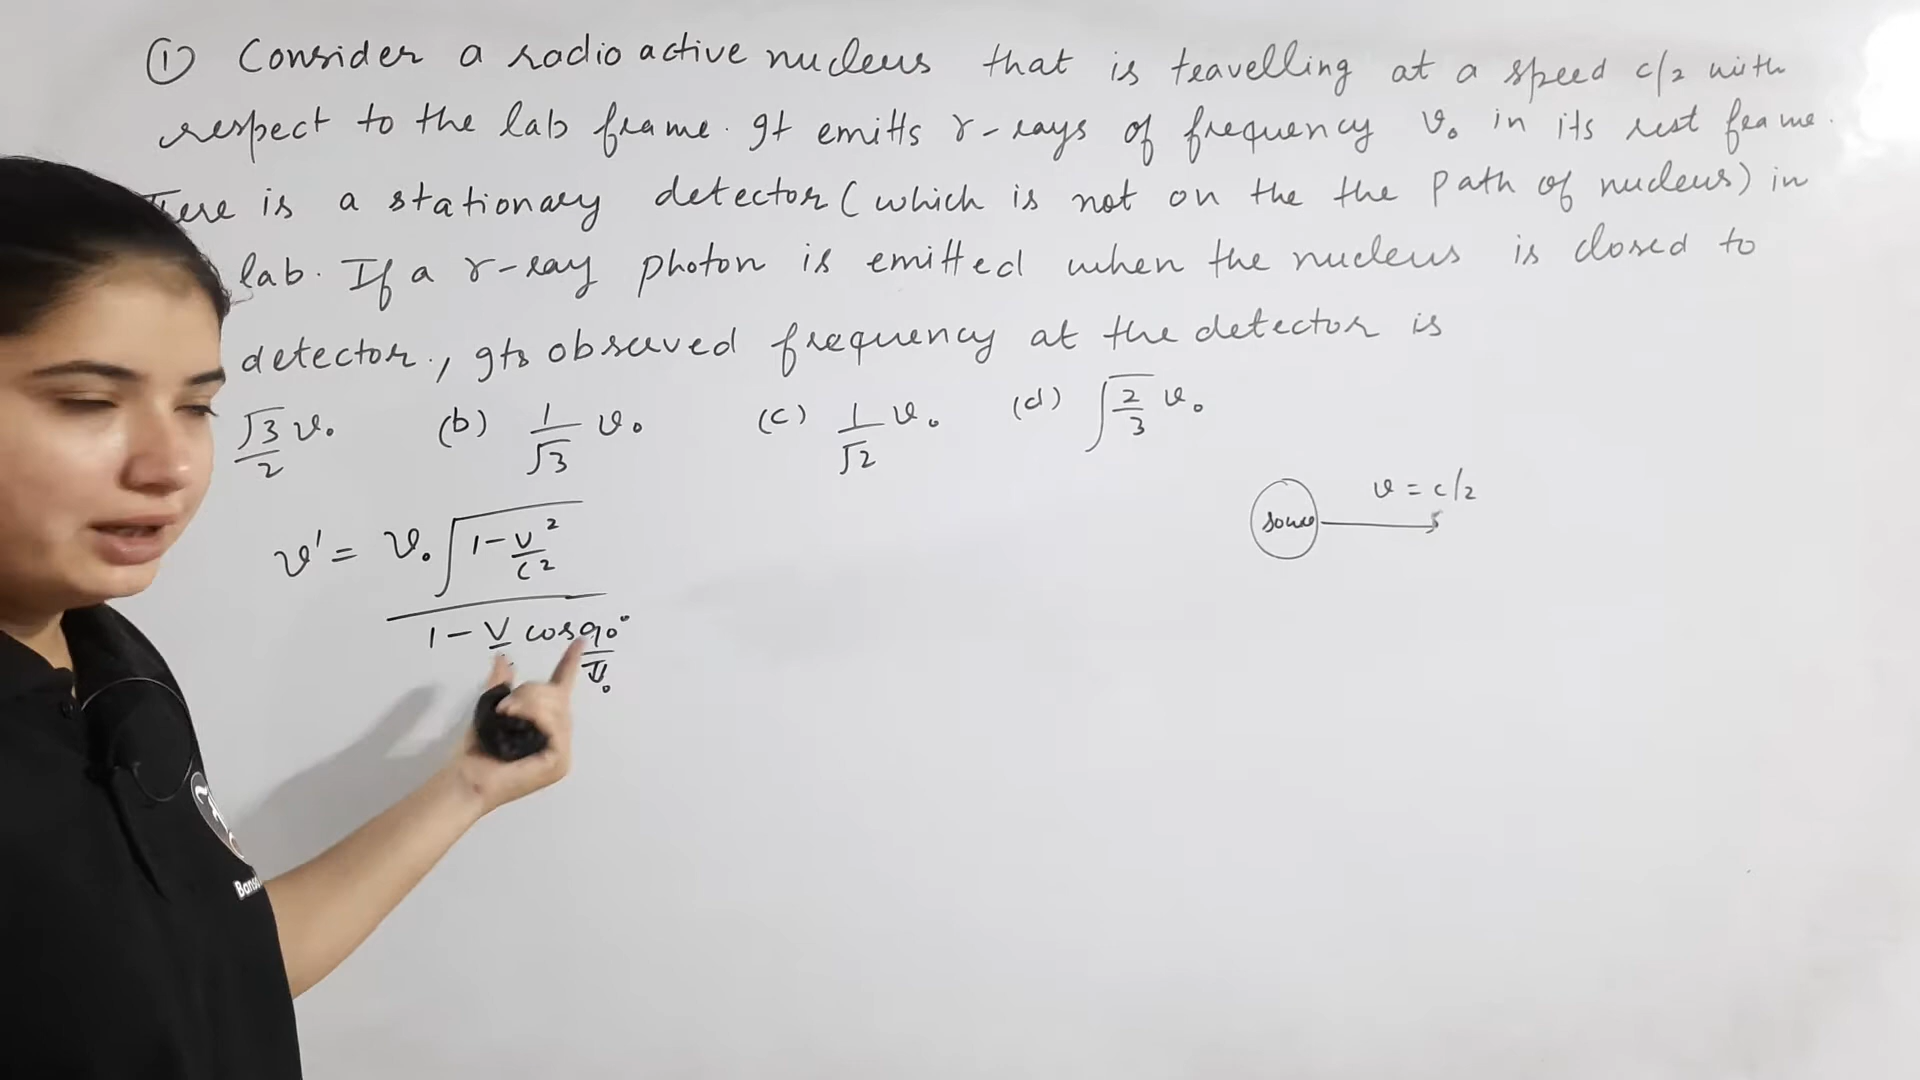 ① Consider a radioactive nucleus that is travelling at a speed c/2 with
respect to the lab frame. It emitts γ-rays of frequency ν₀ in its rest frame.
There is a stationary detector (which is not on the the path of nucleus) in
lab. If a γ-ray photon is emitted when the nucleus is closed to
detector., Its observed frequency at the detector is
√3/2 ν₀ (b) 1/√3 ν₀ (c) 1/√2 ν₀ (d) √(2/3) ν₀
source v = c/2
ν' = ν₀ √(1 - v²/c²)
1 - v cos 90°